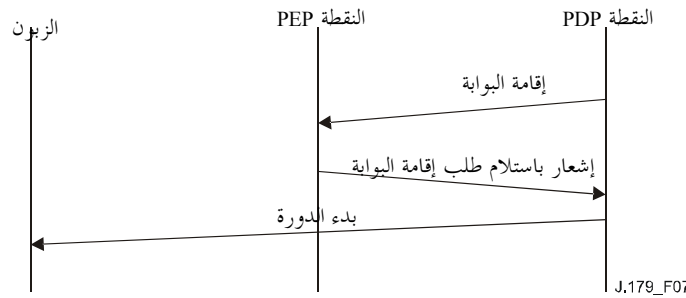 النقطة PDP
النقطة PEP
الزبون
إقامة البوابة
إشعار باستلام طلب إقامة البوابة
بدء الدورة
J.179_F07